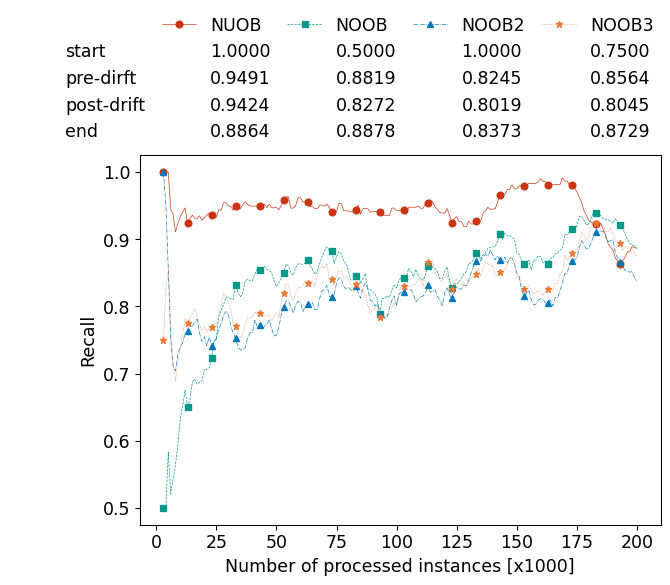 NUOB NOOB NOOB2 NOOB3
start 1.0000 0.5000 1.0000 0.7500
pre-dirft 0.9491 0.8819 0.8245 0.8564
post-drift 0.9424 0.8272 0.8019 0.8045
end 0.8864 0.8878 0.8373 0.8729
1.0
0.9
0.8
0.7
0.6
0.5
Recall
0 25 50 75 100 125 150 175 200
Number of processed instances [x1000]